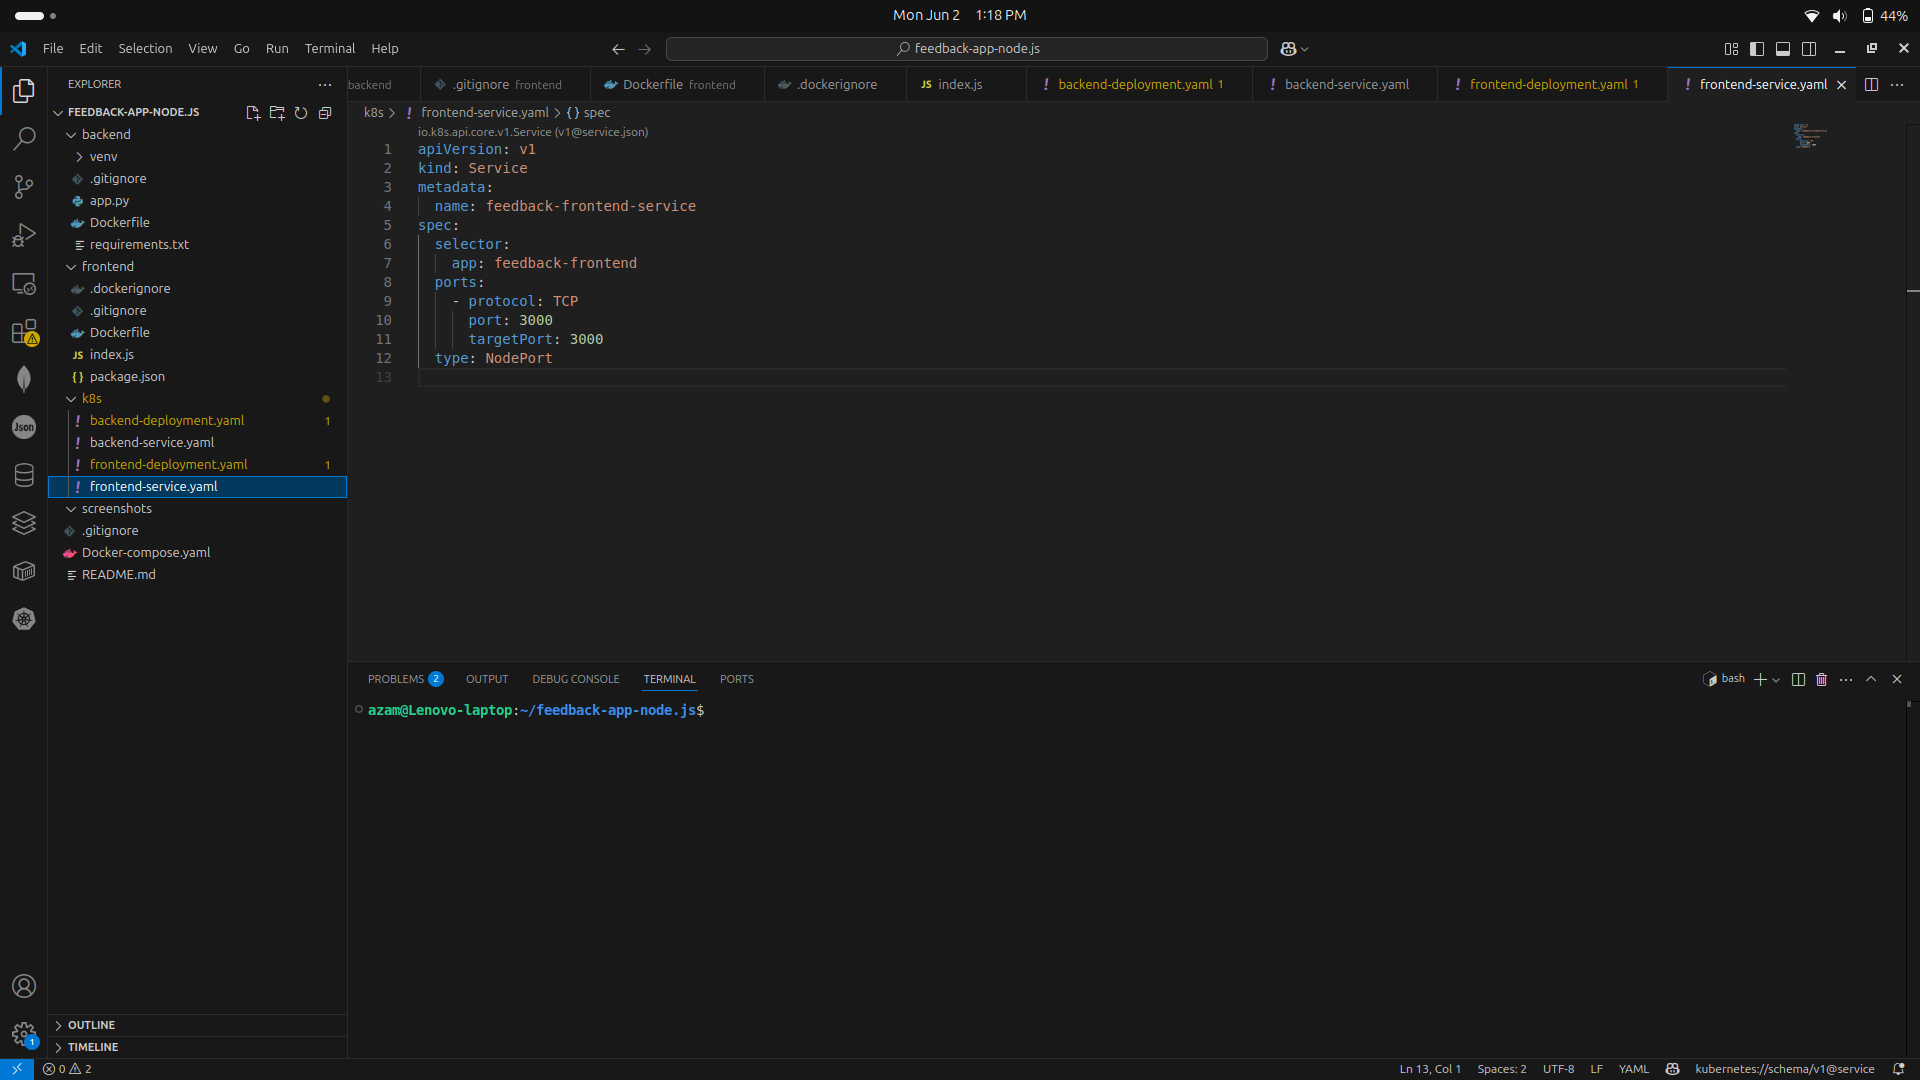 Mon Jun 2 1:18 PM
44%
File Edit Selection View Go Run Terminal Help
feedback-app-node.js
EXPLORER
backend
.gitignore frontend
Dockerfile frontend
.dockerignore
JS index.js
! backend-deployment.yaml 1
! backend-service.yaml
! frontend-deployment.yaml 1
! frontend-service.yaml
FEEDBACK-APP-NODE.JS
backend
venv
.gitignore
app.py
Dockerfile
requirements.txt
frontend
.dockerignore
.gitignore
Dockerfile
JS index.js
{} package.json
k8s
! backend-deployment.yaml 1
! backend-service.yaml
! frontend-deployment.yaml 1
! frontend-service.yaml
screenshots
.gitignore
Docker-compose.yaml
README.md
Json
OUTLINE
TIMELINE
1
k8s > ! frontend-service.yaml > {} spec
io.k8s.api.core.v1.Service (v1@service.json)
1 apiVersion: v1
2 kind: Service
3 metadata:
4 name: feedback-frontend-service
5 spec:
6 selector:
7 app: feedback-frontend
8 ports:
9 - protocol: TCP
10 port: 3000
11 targetPort: 3000
12 type: NodePort
13
PROBLEMS 2 OUTPUT DEBUG CONSOLE TERMINAL PORTS
bash
azam@Lenovo-laptop:~/feedback-app-node.js$
0 2
Ln 13, Col 1 Spaces: 2 UTF-8 LF YAML kubernetes://schema/v1@service